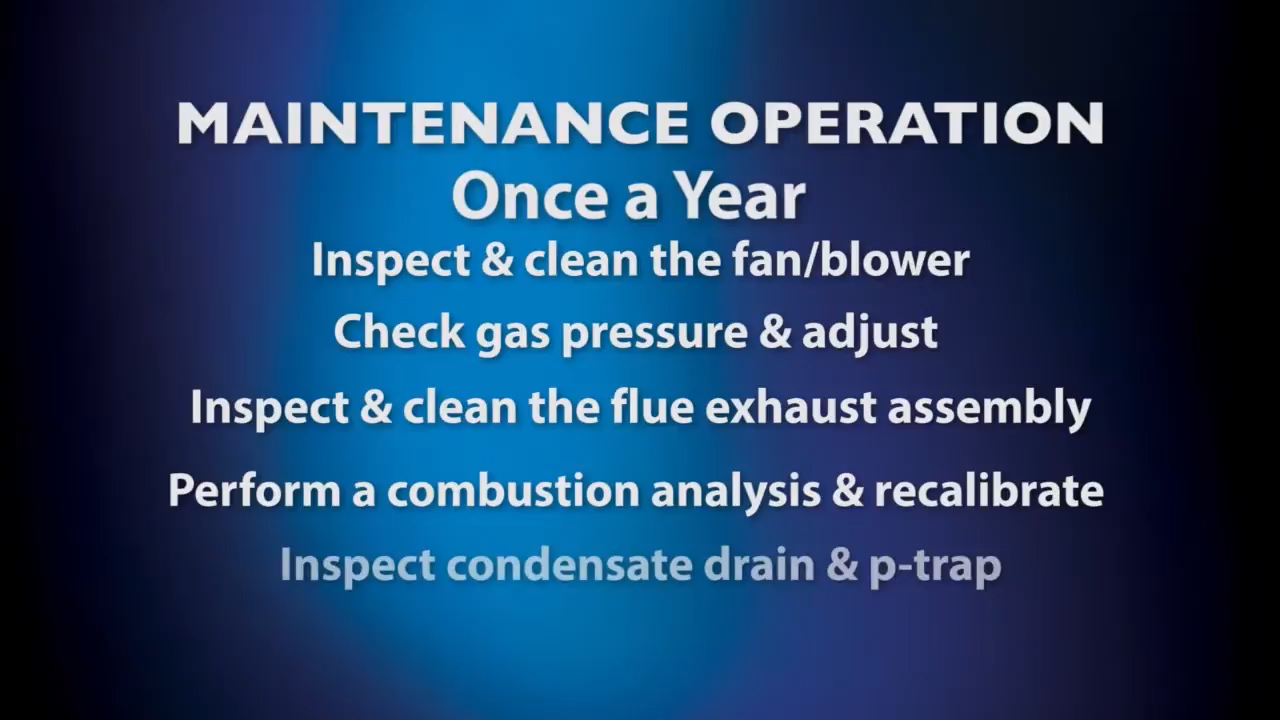 MAINTENANCE OPERATION
Once a Year
Inspect & clean the fan/blower
Check gas pressure & adjust
Inspect & clean the flue exhaust assembly
Perform a combustion analysis & recalibrate
Inspect condensate drain & p-trap